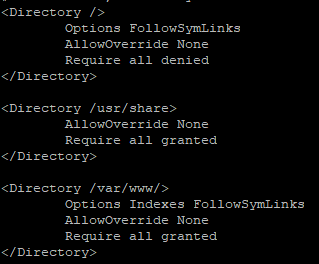 <Directory />
        Options FollowSymLinks
        AllowOverride None
        Require all denied
</Directory>

<Directory /usr/share>
        AllowOverride None
        Require all granted
</Directory>

<Directory /var/www/>
        Options Indexes FollowSymLinks
        AllowOverride None
        Require all granted
</Directory>